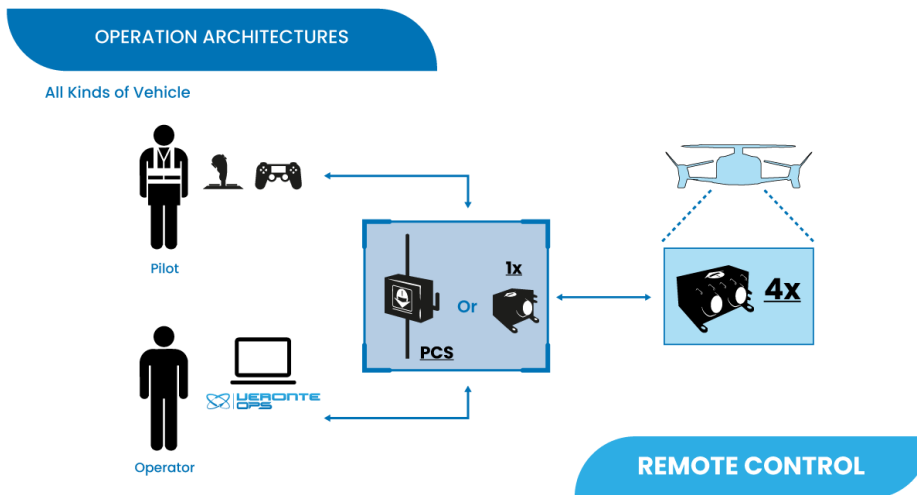 OPERATION ARCHITECTURES
All Kinds of Vehicle
Pilot
1x
Or
PCS
4x
VERONTE
OPS
Operator
REMOTE CONTROL